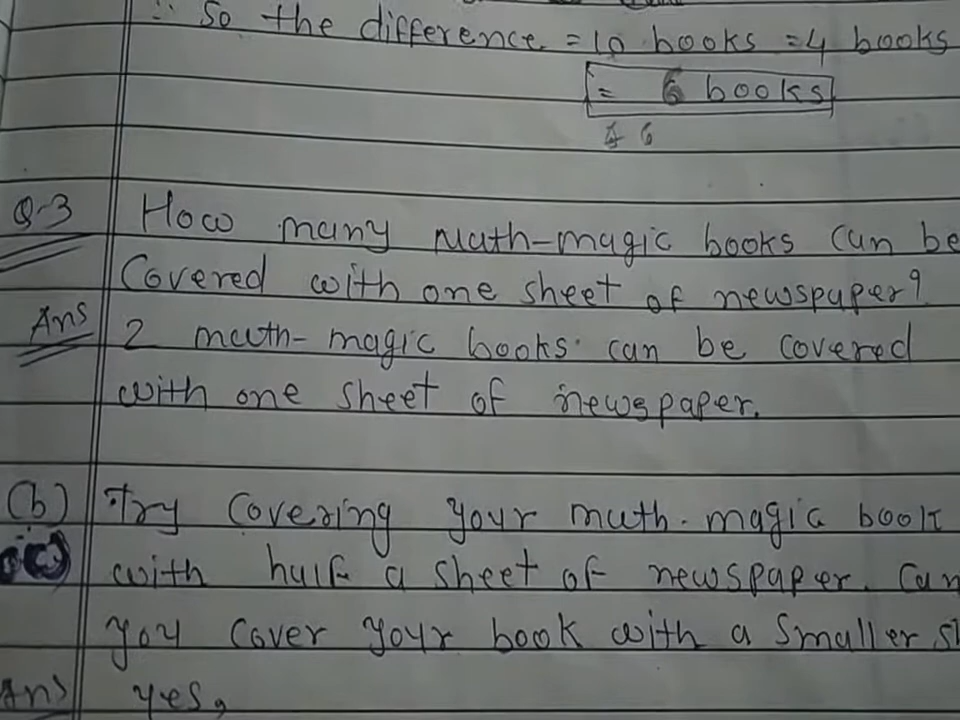 ∴ So the difference = 10 books = 4 books
= 6 books
6
Q-3 How many math-magic books can be
Covered with one sheet of newspaper?
Ans 2 math-magic books can be covered
with one sheet of newspaper.
(b) Try Covering your math-magic book
with half a sheet of newspaper. Can
you cover your book with a smaller sh
Ans yes,